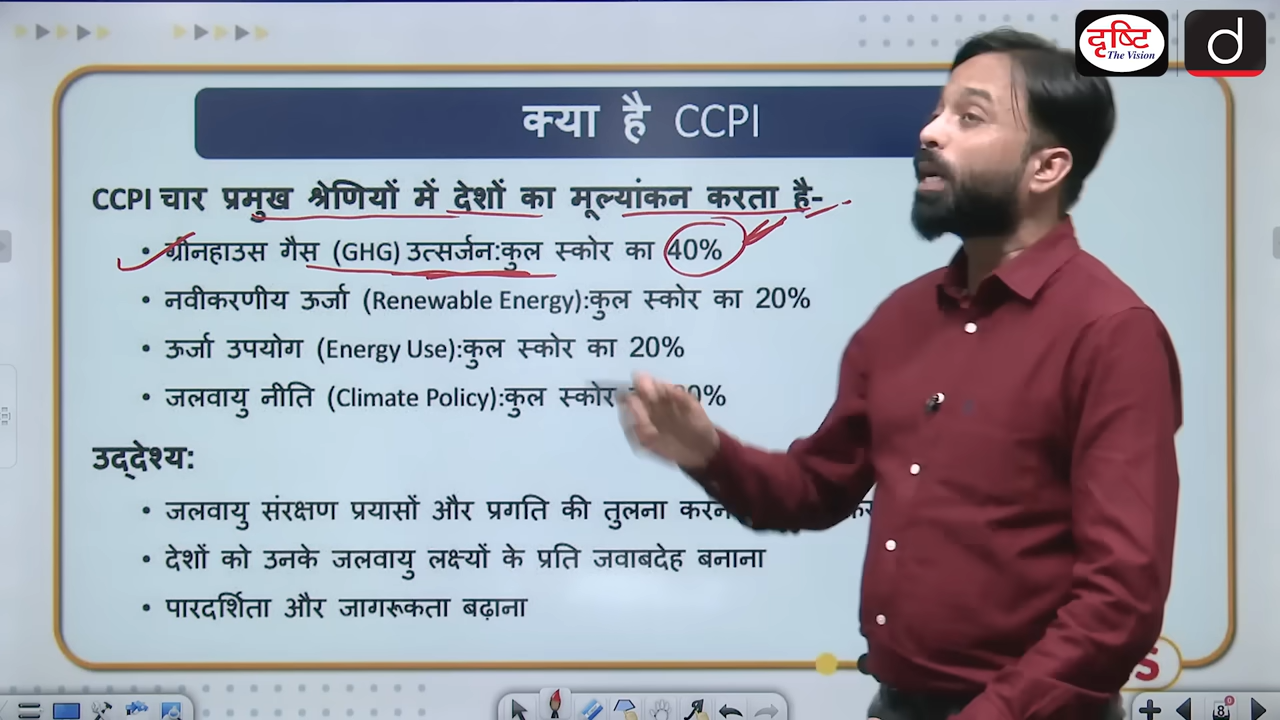 दृष्टि
The Vision
d
क्या है CCPI
CCPI चार प्रमुख श्रेणियों में देशों का मूल्यांकन करता है-
• ग्रीनहाउस गैस (GHG) उत्सर्जन:कुल स्कोर का 40%
• नवीकरणीय ऊर्जा (Renewable Energy):कुल स्कोर का 20%
• ऊर्जा उपयोग (Energy Use):कुल स्कोर का 20%
• जलवायु नीति (Climate Policy):कुल स्कोर
उद्देश्य:
• जलवायु संरक्षण प्रयासों और प्रगति की तुलना
• देशों को उनके जलवायु लक्ष्यों के प्रति जवाबदेह बनाना
• पारदर्शिता और जागरूकता बढ़ाना
S
8